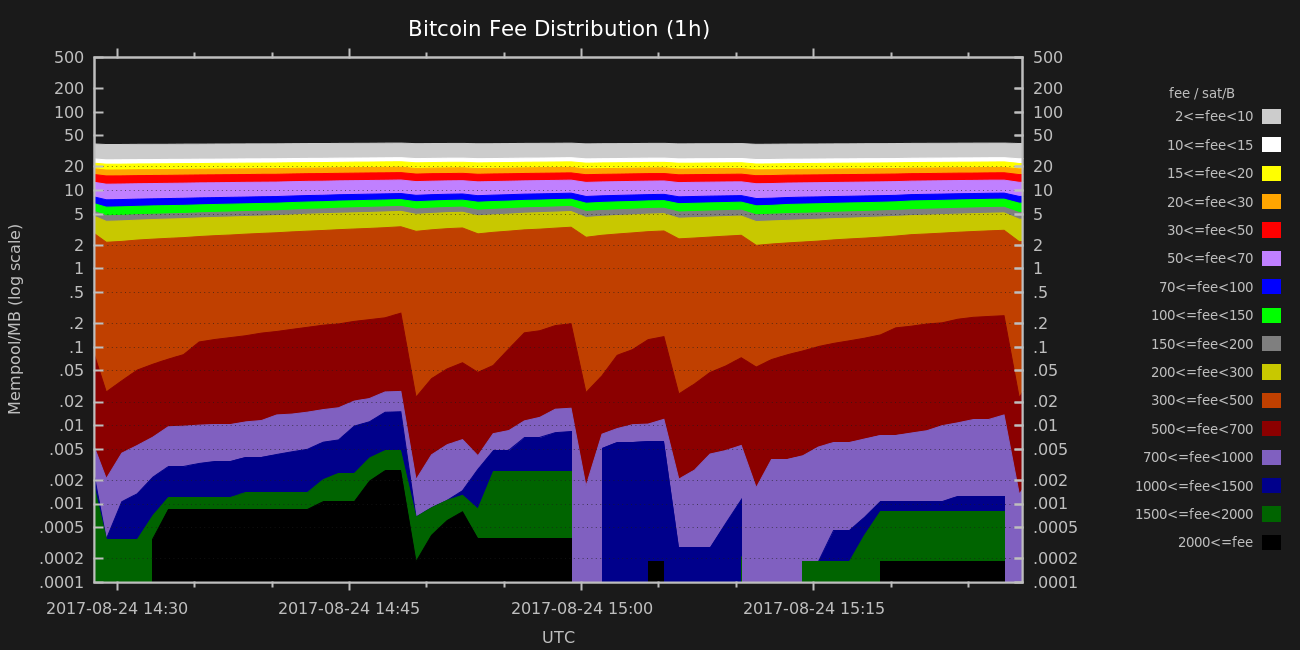 Bitcoin Fee Distribution (1h)
500 500
200 200
100 100
50 50
20 20
10 10
5 5
2 2
1 1
.5 .5
.2 .2
.1 .1
.05 .05
.02 .02
.01 .01
.005 .005
.002 .002
.001 .001
.0005 .0005
.0002 .0002
.0001 .0001
Mempool/MB (log scale)
2017-08-24 14:30 2017-08-24 14:45 2017-08-24 15:00 2017-08-24 15:15
UTC
fee / sat/B
2<=fee<10
10<=fee<15
15<=fee<20
20<=fee<30
30<=fee<50
50<=fee<70
70<=fee<100
100<=fee<150
150<=fee<200
200<=fee<300
300<=fee<500
500<=fee<700
700<=fee<1000
1000<=fee<1500
1500<=fee<2000
2000<=fee